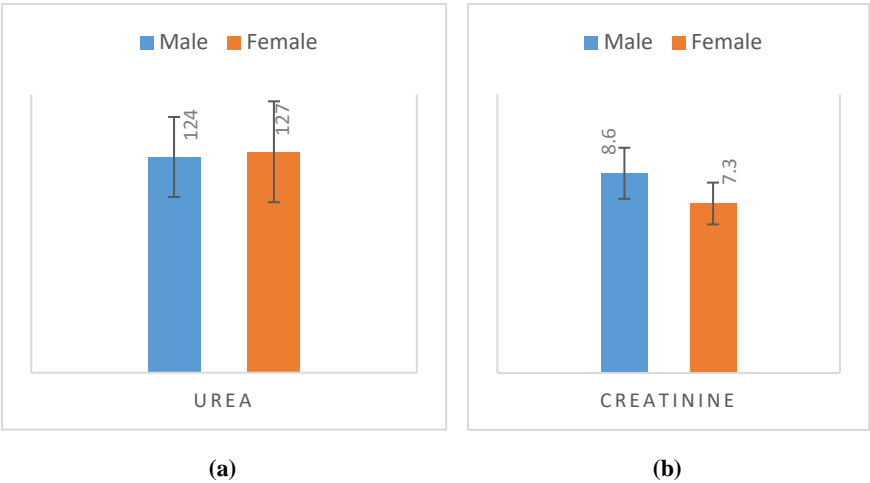 Male Female
124
127
UREA
(a)
Male Female
8.6
7.3
CREATININE
(b)